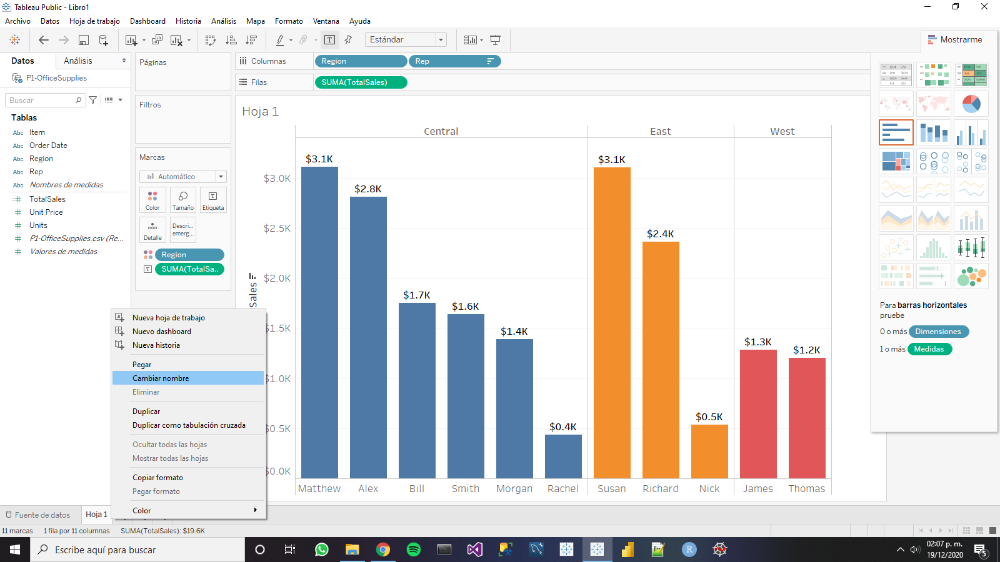 Tableau Public - Libro1
Archivo Datos Hoja de trabajo Dashboard Historia Análisis Mapa Formato Ventana Ayuda
Estándar
Mostrarme
Datos
Análisis
P1-OfficeSupplies
Buscar
Tablas
Abc Item
Abc Order Date
Abc Region
Abc Rep
Abc Nombres de medidas
TotalSales
Unit Price
Units
P1-OfficeSupplies.csv (Re...
Valores de medidas
Páginas
Filtros
Marcas
Automático
Color
Tamaño
Etiqueta
Detalle
Descri...
emerg...
Region
SUMA(TotalSa..
Columnas
Region
Rep
Filas
SUMA(TotalSales)
Hoja 1
Central East West
Sales
$3.0K
$2.5K
$2.0K
$1.5K
$1.0K
$0.5K
$0.0K
$3.1K
$2.8K
$1.7K
$1.6K
$1.4K
$0.4K
$3.1K
$2.4K
$0.5K
$1.3K
$1.2K
Matthew Alex Bill Smith Morgan Rachel Susan Richard Nick James Thomas
Para barras horizontales
pruebe
0 o más Dimensiones
1 o más Medidas
Nueva hoja de trabajo
Nuevo dashboard
Nueva historia
Pegar
Cambiar nombre
Eliminar
Duplicar
Duplicar como tabulación cruzada
Ocultar todas las hojas
Mostrar todas las hojas
Copiar formato
Pegar formato
Color
Fuente de datos
Hoja 1
11 marcas 1 fila por 11 columnas SUMA(TotalSales): $19.6K
Escribe aquí para buscar
R
02:07 p. m.
19/12/2020
5